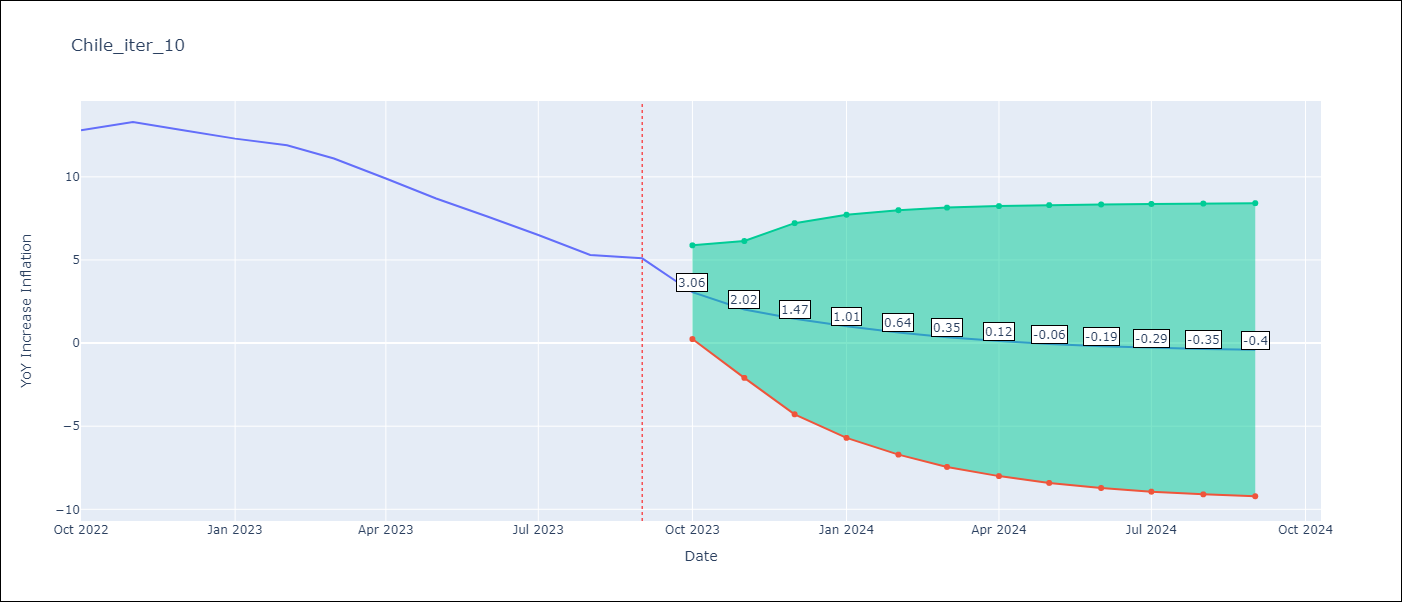 Chile_iter_10
YoY Increase Inflation
10
5
0
−5
−10
3.06
2.02
1.47
1.01
0.64
0.35
0.12
-0.06
-0.19
-0.29
-0.35
-0.4
Oct 2022
Jan 2023
Apr 2023
Jul 2023
Oct 2023
Jan 2024
Apr 2024
Jul 2024
Oct 2024
Date